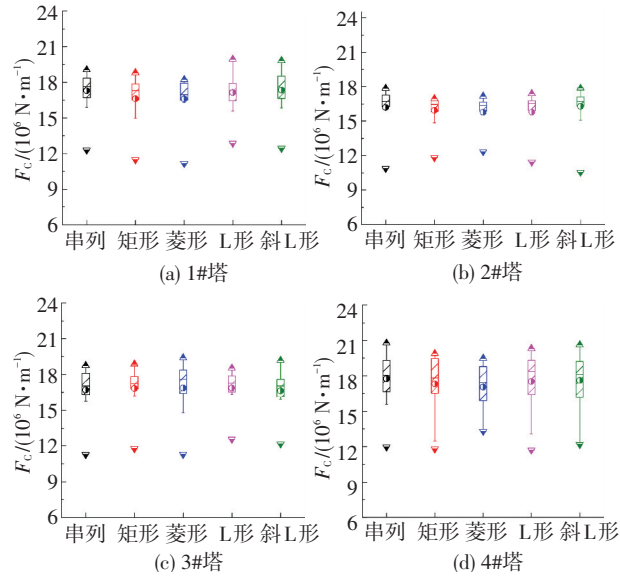 24
21
18
15
12
9
6
F_C/(10^6 N·m^-1)
串列 矩形 菱形 L形 斜L形
(a) 1#塔
24
21
18
15
12
9
6
F_C/(10^6 N·m^-1)
串列 矩形 菱形 L形 斜L形
(b) 2#塔
24
21
18
15
12
9
6
F_C/(10^6 N·m^-1)
串列 矩形 菱形 L形 斜L形
(c) 3#塔
24
21
18
15
12
9
6
F_C/(10^6 N·m^-1)
串列 矩形 菱形 L形 斜L形
(d) 4#塔